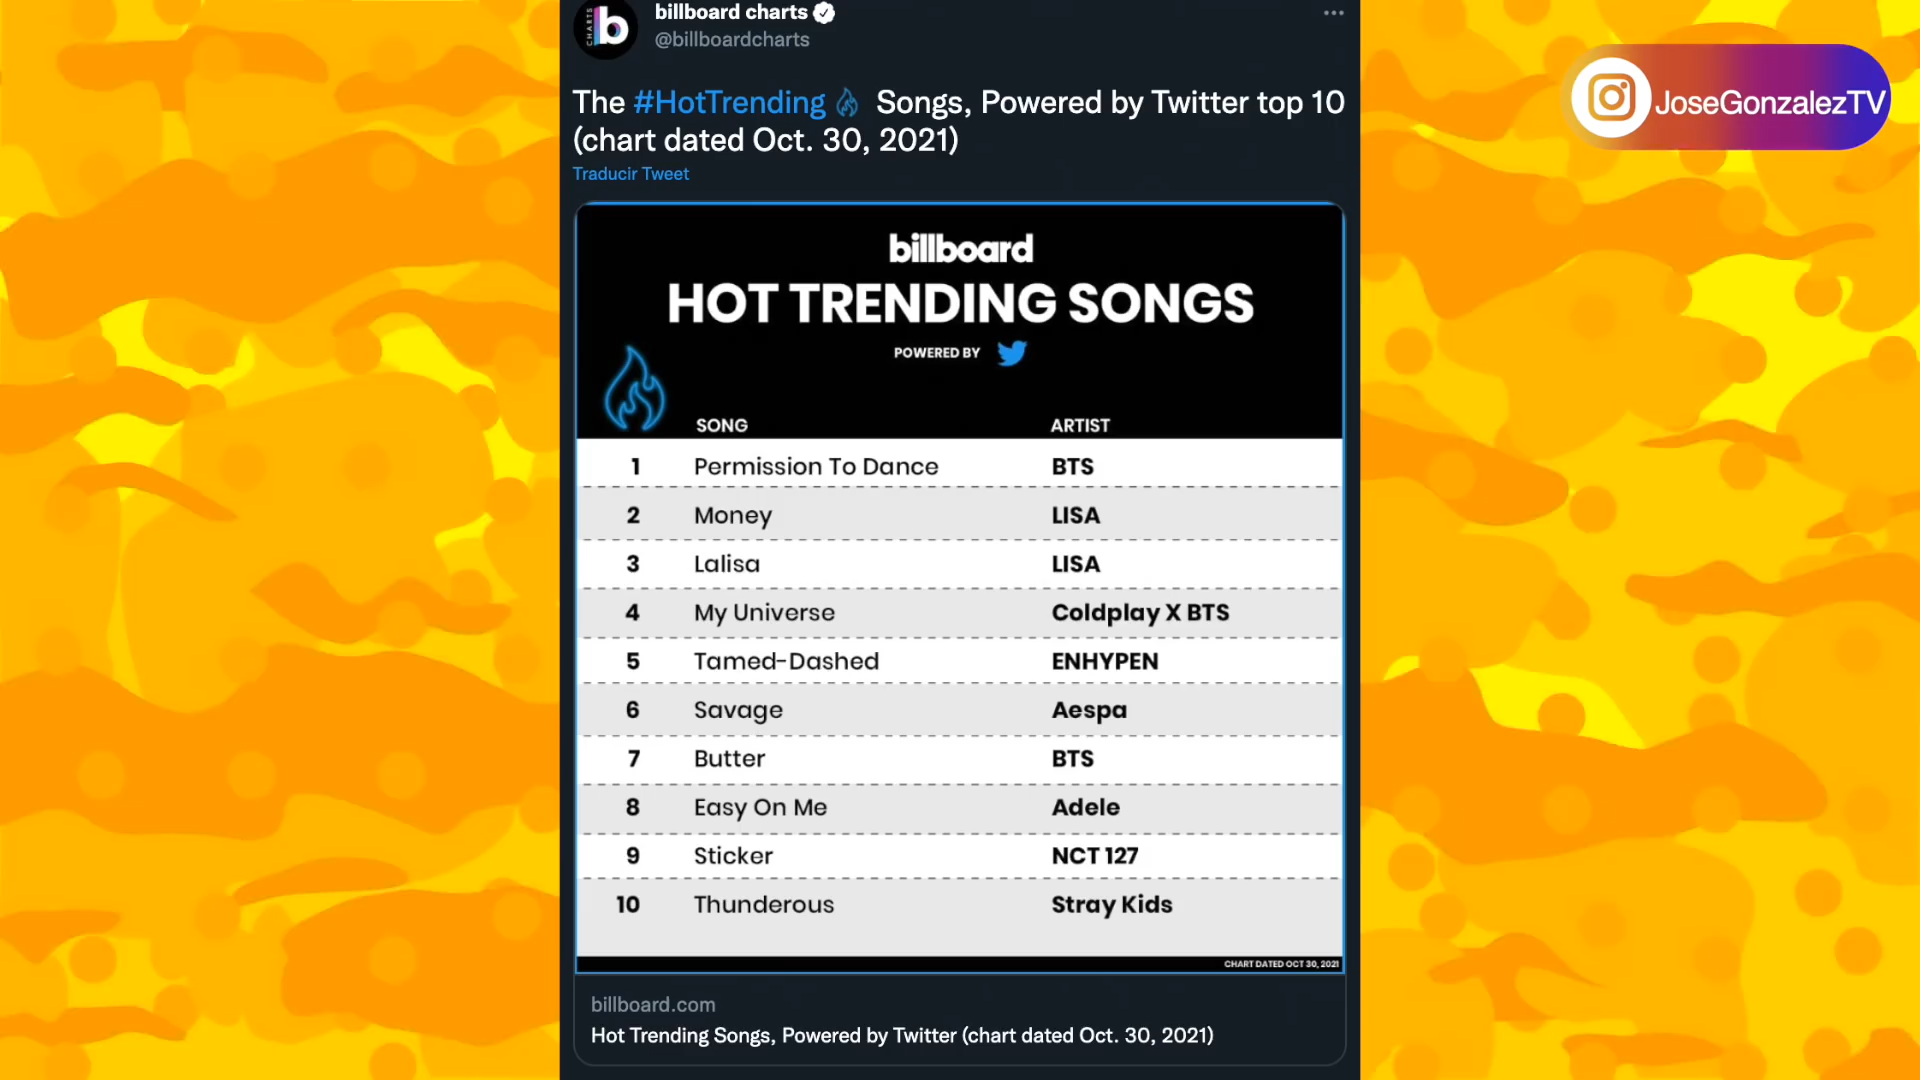 CHARTS b
billboard charts
@billboardcharts
JoseGonzalezTV
The #HotTrending Songs, Powered by Twitter top 10
(chart dated Oct. 30, 2021)
Traducir Tweet
billboard
HOT TRENDING SONGS
POWERED BY
SONG ARTIST
1 Permission To Dance BTS
2 Money LISA
3 Lalisa LISA
4 My Universe Coldplay X BTS
5 Tamed-Dashed ENHYPEN
6 Savage Aespa
7 Butter BTS
8 Easy On Me Adele
9 Sticker NCT 127
10 Thunderous Stray Kids
CHART DATED OCT 30, 2021
billboard.com
Hot Trending Songs, Powered by Twitter (chart dated Oct. 30, 2021)